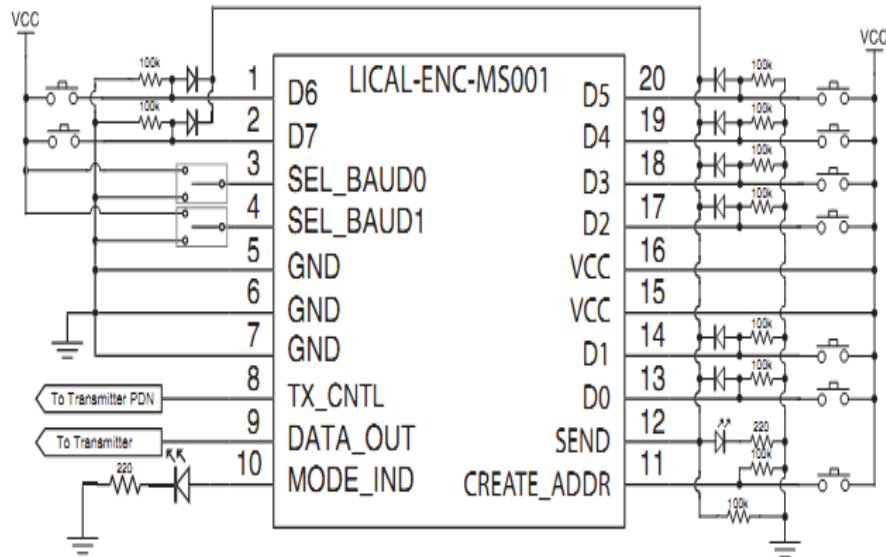 VCC
VCC
LICAL-ENC-MS001
100k
1
D6
20
D5
100k
100k
2
D7
19
D4
100k
3
SEL_BAUD0
18
D3
100k
4
SEL_BAUD1
17
D2
100k
5
GND
16
VCC
6
GND
15
VCC
7
GND
14
D1
100k
To Transmitter PDN
8
TX_CNTL
13
D0
100k
To Transmitter
9
DATA_OUT
12
SEND
220
220
10
MODE_IND
11
CREATE_ADDR
100k
100k